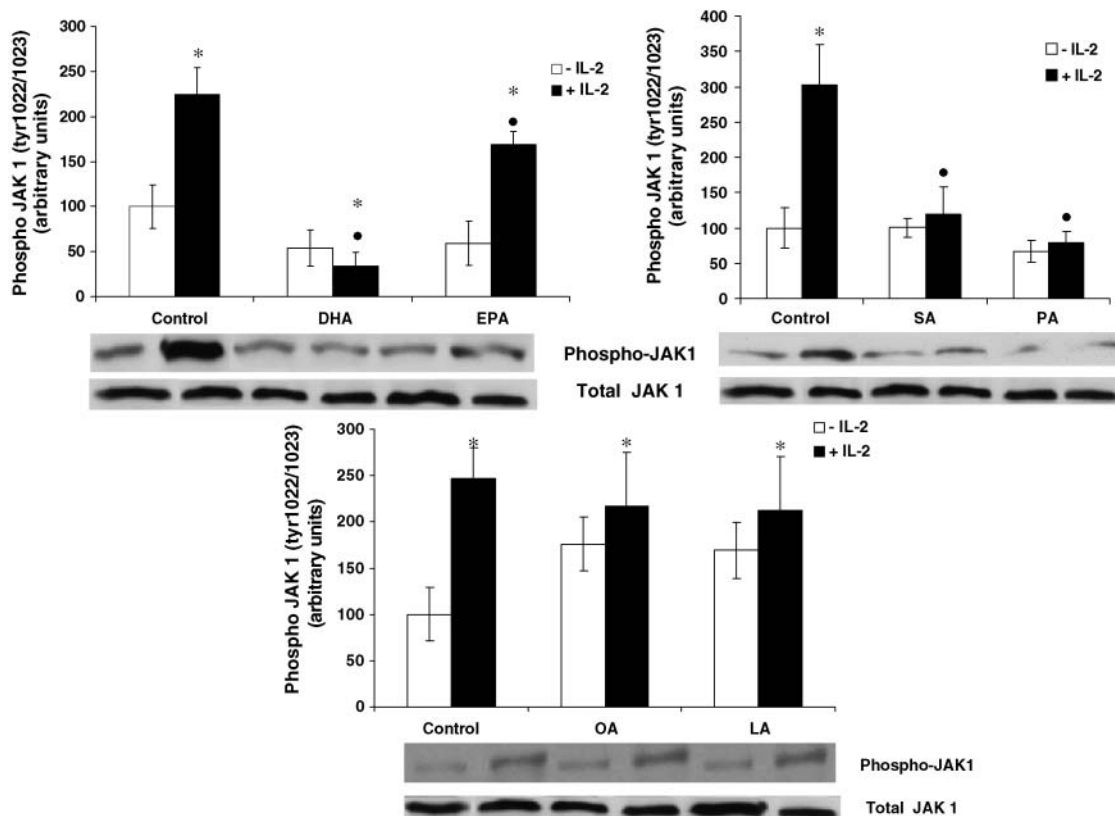 Phospho JAK 1 (tyr1022/1023)
(arbitrary units)
300
250
200
150
100
50
0
*
*
●
*
●
- IL-2
+ IL-2
Control DHA EPA
Phospho JAK 1 (tyr1022/1023)
(arbitrary units)
400
350
300
250
200
150
100
50
0
*
●
●
- IL-2
+ IL-2
Control SA PA
Phospho-JAK1
Total JAK 1
Phospho JAK 1 (tyr1022/1023)
(arbitrary units)
300
250
200
150
100
50
0
* * *
- IL-2
+ IL-2
Control OA LA
Phospho-JAK1
Total JAK 1